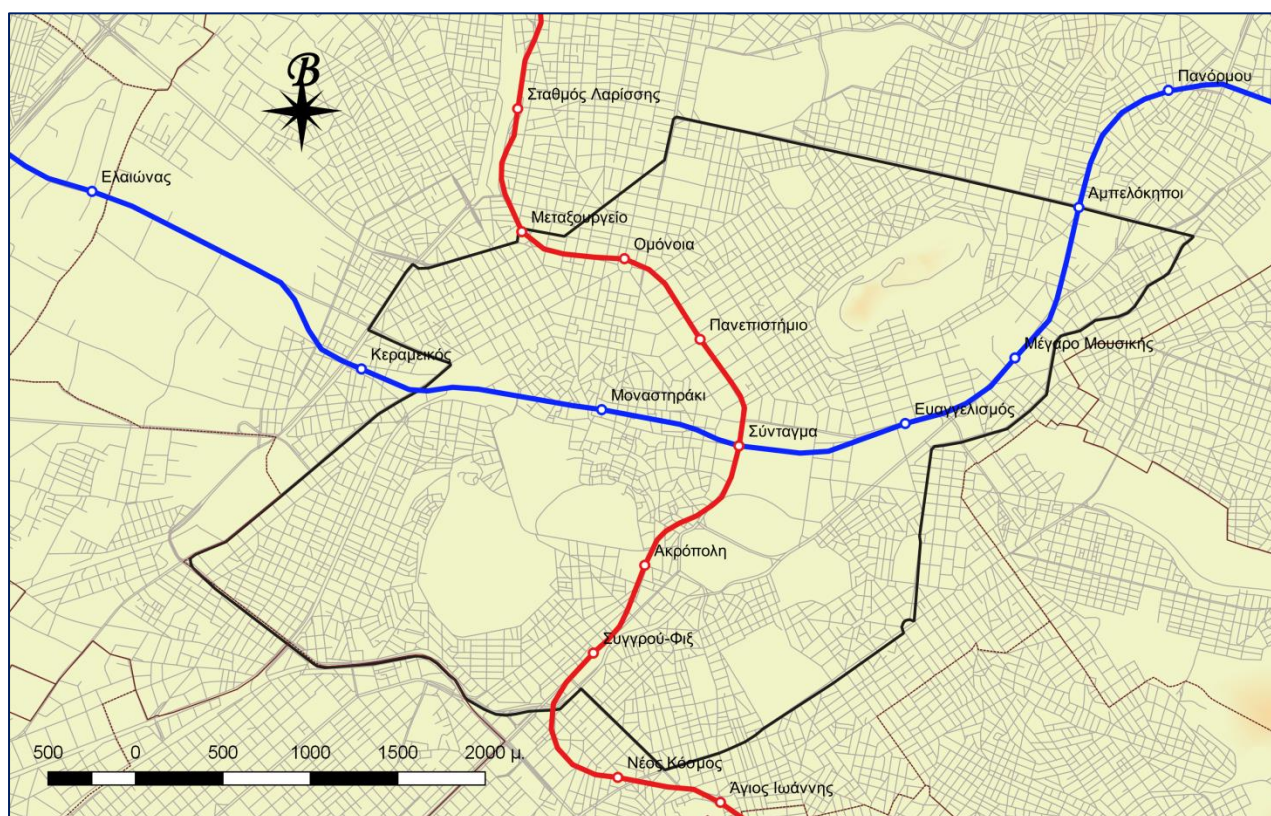 Πανόρμου
B
Σταθμός Λαρίσσης
Ελαιώνας
Αμπελόκηποι
Μεταξουργείο
Ομόνοια
Πανεπιστήμιο
Κεραμεικός
Μέγαρο Μουσικής
Μοναστηράκι
Ευαγγελισμός
Σύνταγμα
Ακρόπολη
Συγγρού-Φιξ
500 0 500 1000 1500 2000 μ.
Νέος Κόσμος
Άγιος Ιωάννης